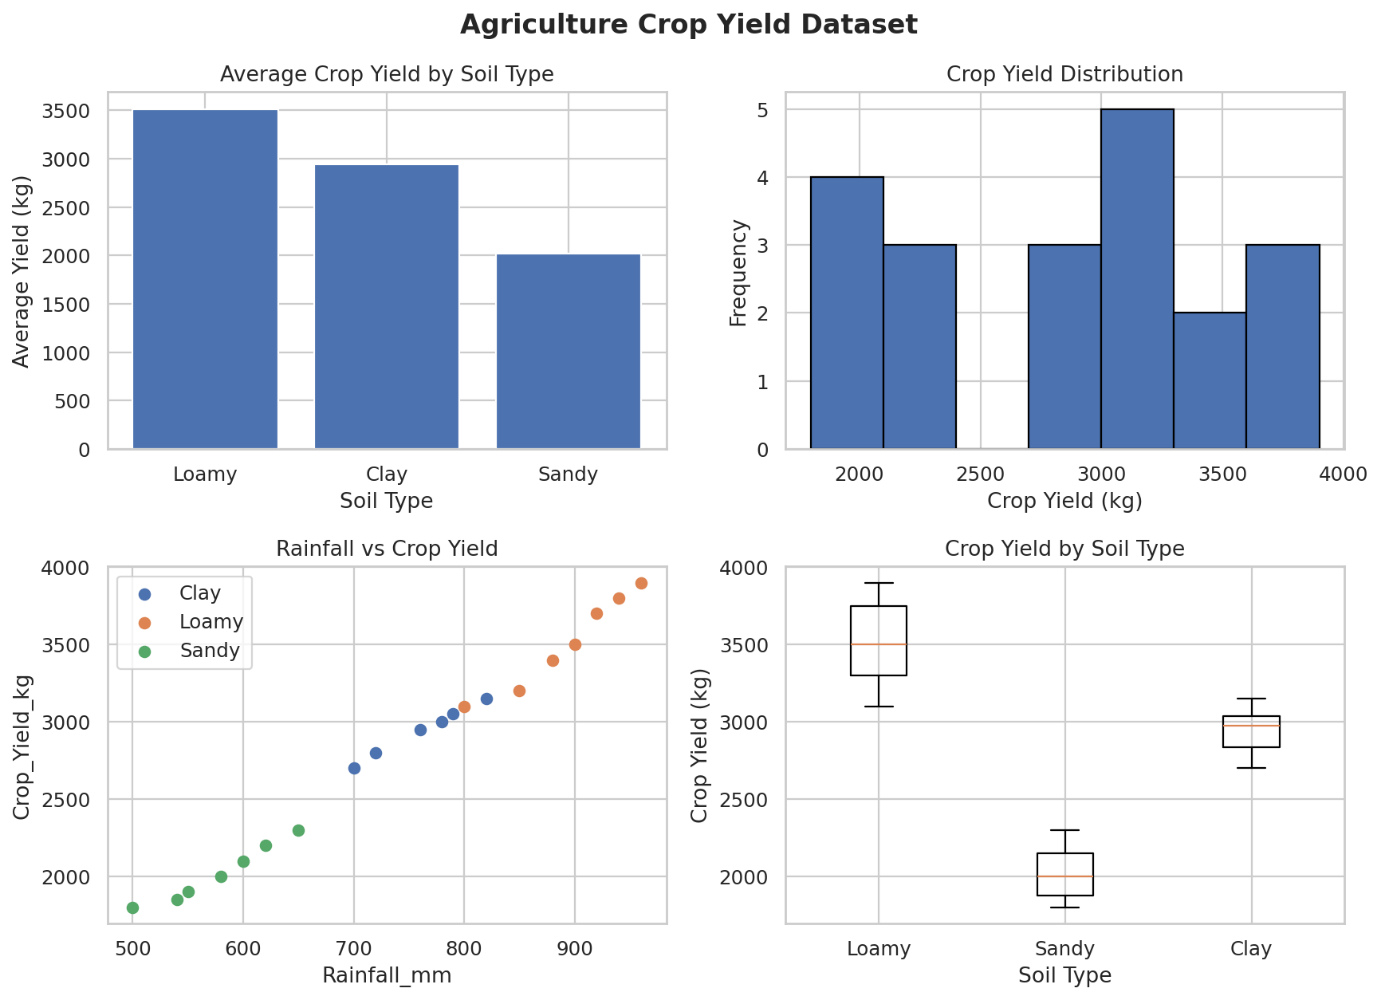 Agriculture Crop Yield Dataset
Average Crop Yield by Soil Type
Average Yield (kg)
3500
3000
2500
2000
1500
1000
500
0
Loamy Clay Sandy
Soil Type
Crop Yield Distribution
Frequency
5
4
3
2
1
0
2000 2500 3000 3500 4000
Crop Yield (kg)
Rainfall vs Crop Yield
Crop_Yield_kg
4000
3500
3000
2500
2000
Clay
Loamy
Sandy
500 600 700 800 900
Rainfall_mm
Crop Yield by Soil Type
Crop Yield (kg)
4000
3500
3000
2500
2000
Loamy Sandy Clay
Soil Type